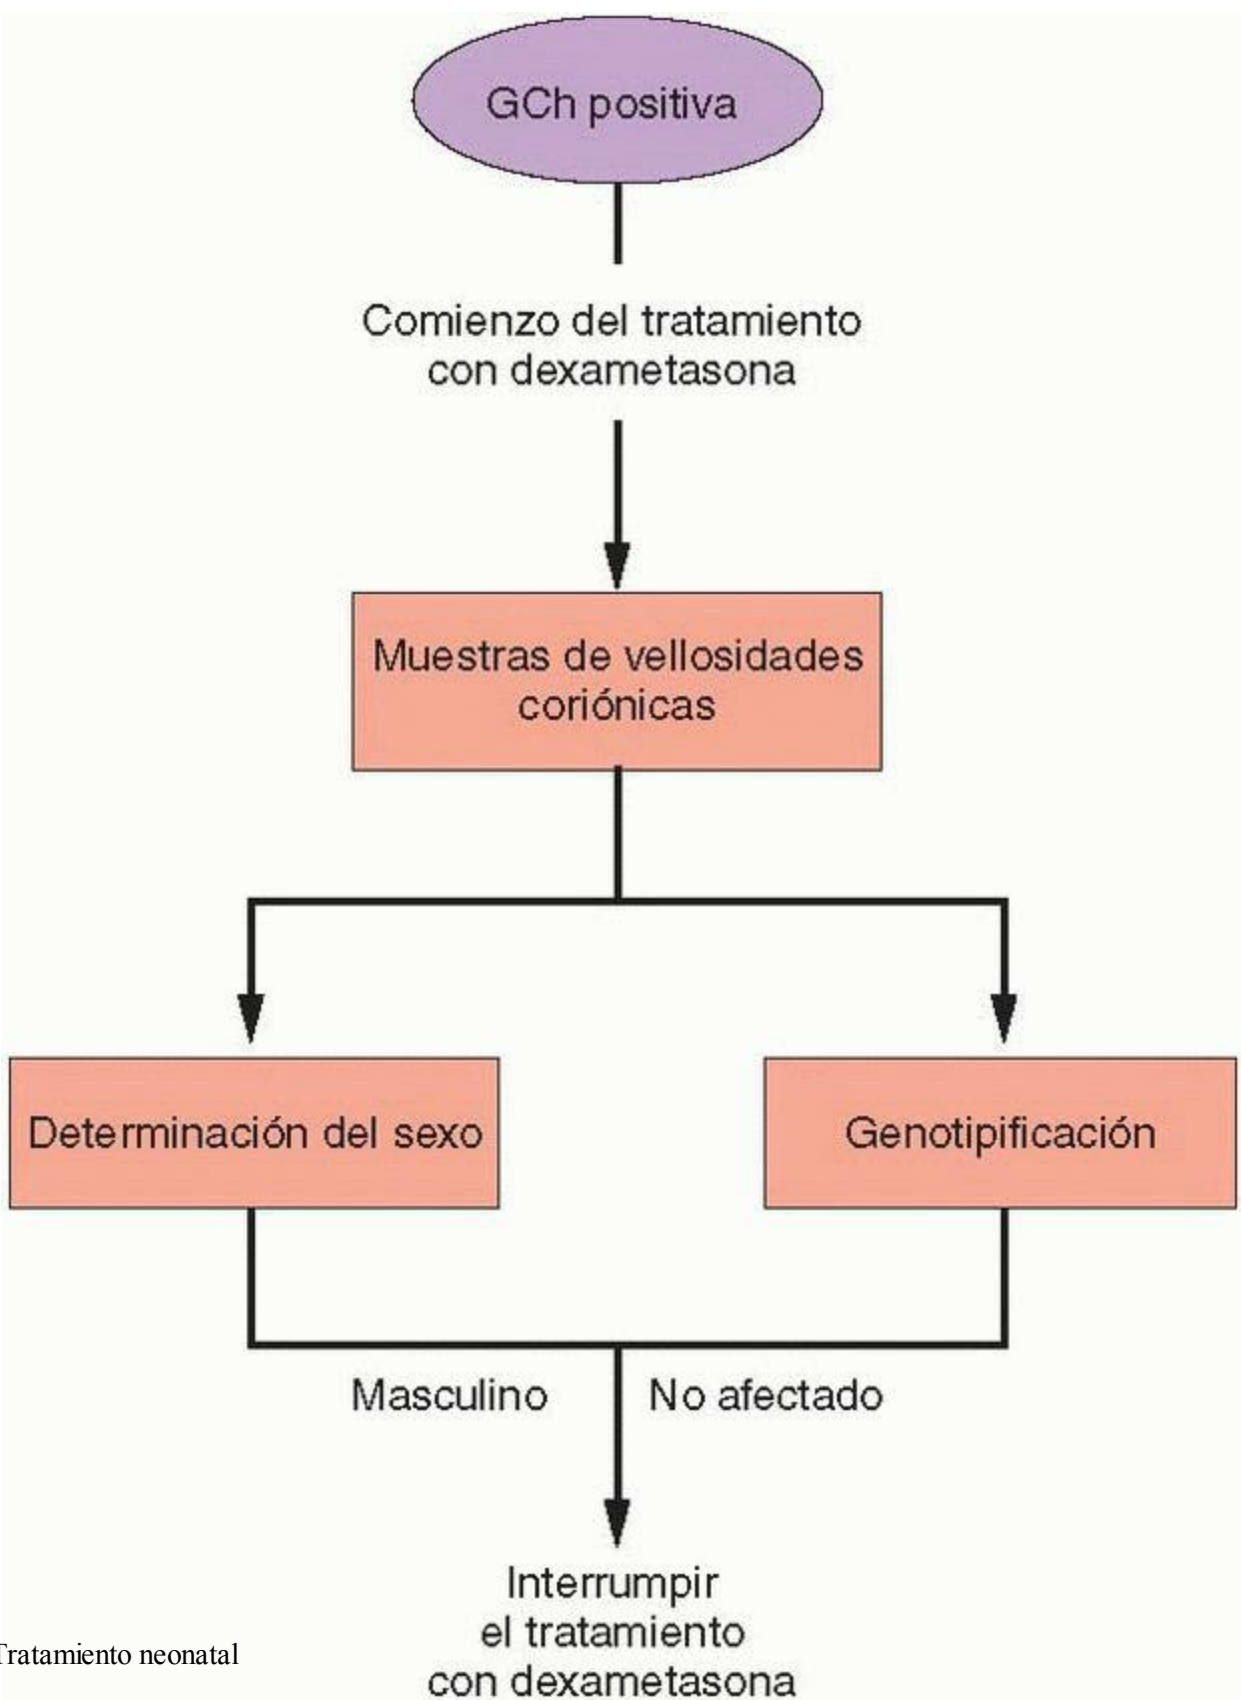 GCh positiva
Comienzo del tratamiento
con dexametasona
Muestras de vellosidades
coriónicas
Determinación del sexo
Genotipificación
Masculino
No afectado
Interrumpir
el tratamiento
con dexametasona
Tratamiento neonatal